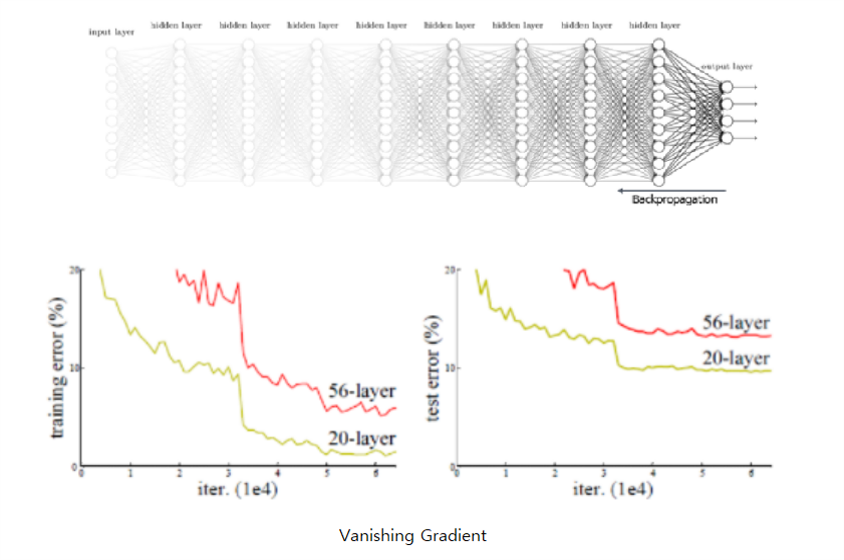 input layer
hidden layer
hidden layer
hidden layer
hidden layer
hidden layer
hidden layer
hidden layer
hidden layer
output layer
Backpropagation
training error (%)
20
10
0
0 1 2 3 4 5 6
iter. (1e4)
56-layer
20-layer
test error (%)
20
10
0
0 1 2 3 4 5 6
iter. (1e4)
56-layer
20-layer
Vanishing Gradient